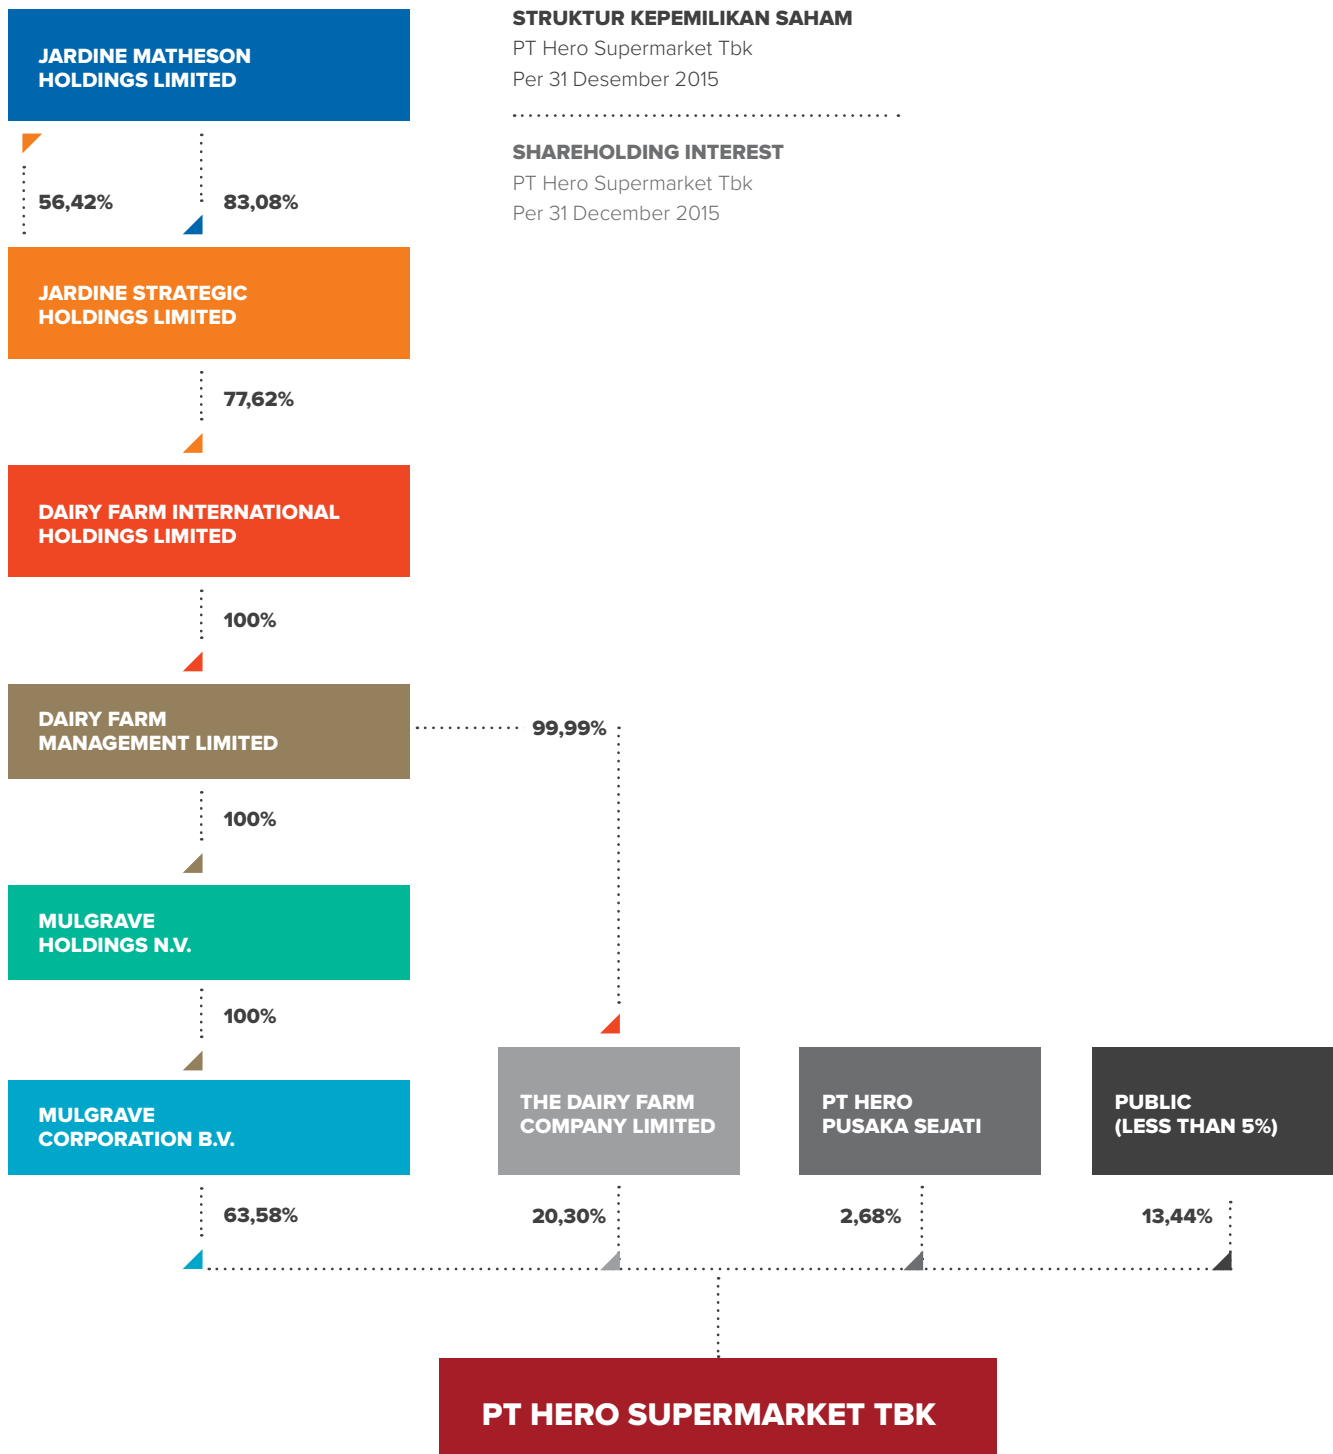 STRUKTUR KEPEMILIKAN SAHAM
PT Hero Supermarket Tbk
Per 31 Desember 2015
SHAREHOLDING INTEREST
PT Hero Supermarket Tbk
Per 31 December 2015
JARDINE MATHESON
HOLDINGS LIMITED
56,42%
83,08%
JARDINE STRATEGIC
HOLDINGS LIMITED
77,62%
DAIRY FARM INTERNATIONAL
HOLDINGS LIMITED
100%
DAIRY FARM
MANAGEMENT LIMITED
99,99%
100%
MULGRAVE
HOLDINGS N.V.
100%
MULGRAVE
CORPORATION B.V.
THE DAIRY FARM
COMPANY LIMITED
PT HERO
PUSAKA SEJATI
PUBLIC
(LESS THAN 5%)
63,58%
20,30%
2,68%
13,44%
PT HERO SUPERMARKET TBK